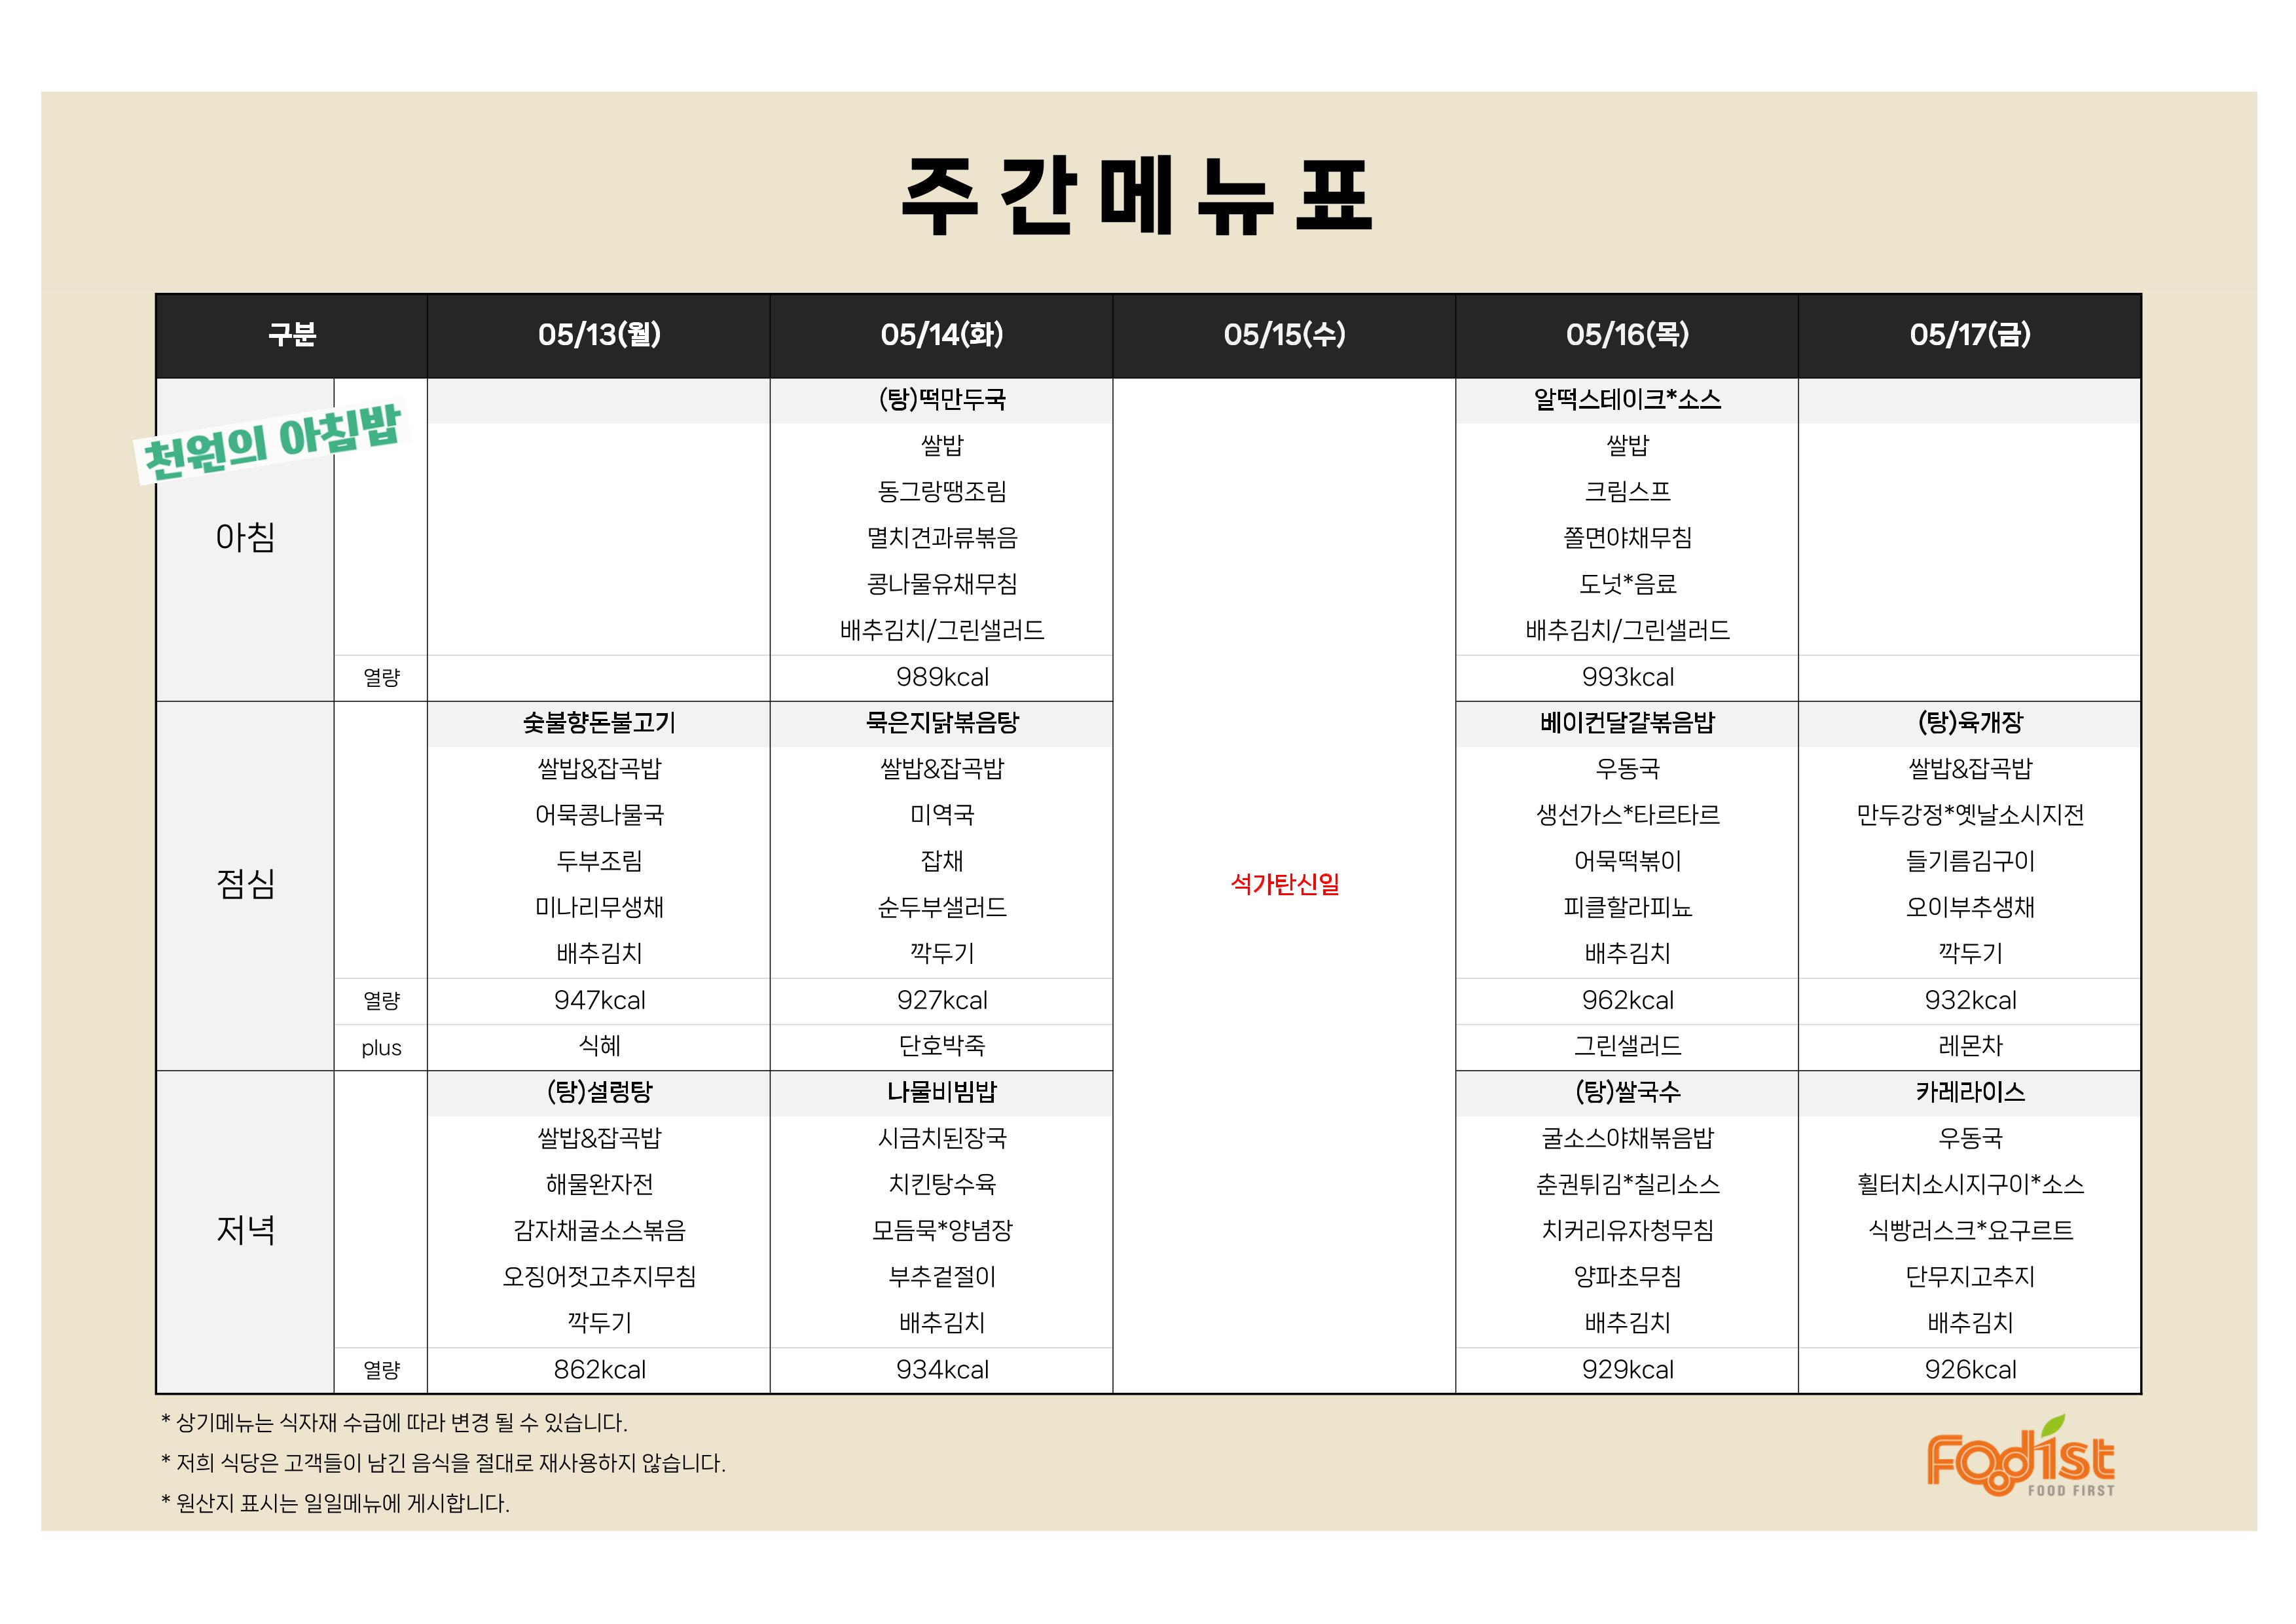 주간메뉴표
구분 05/13(월) 05/14(화) 05/15(수) 05/16(목) 05/17(금)
천원의 아침밥
아침
(탕)떡만두국 알떡스테이크*소스
쌀밥 쌀밥
동그랑땡조림 크림스프
멸치견과류볶음 쫄면야채무침
콩나물유채무침 도넛*음료
배추김치/그린샐러드 배추김치/그린샐러드
열량 989kcal 993kcal
점심
숯불향돈불고기 묵은지닭볶음탕 베이컨달걀볶음밥 (탕)육개장
쌀밥&잡곡밥 쌀밥&잡곡밥 우동국 쌀밥&잡곡밥
어묵콩나물국 미역국 생선가스*타르타르 만두강정*옛날소시지전
두부조림 잡채 어묵떡볶이 들기름김구이
석가탄신일
미나리무생채 순두부샐러드 피클할라피뇨 오이부추생채
배추김치 깍두기 배추김치 깍두기
열량 947kcal 927kcal 962kcal 932kcal
plus 식혜 단호박죽 그린샐러드 레몬차
저녁
(탕)설렁탕 나물비빔밥 (탕)쌀국수 카레라이스
쌀밥&잡곡밥 시금치된장국 굴소스야채볶음밥 우동국
해물완자전 치킨탕수육 춘권튀김*칠리소스 휠터치소시지구이*소스
감자채굴소스볶음 모듬묵*양념장 치커리유자청무침 식빵러스크*요구르트
오징어젓고추지무침 부추겉절이 양파초무침 단무지고추지
깍두기 배추김치 배추김치 배추김치
열량 862kcal 934kcal 929kcal 926kcal
* 상기메뉴는 식자재 수급에 따라 변경 될 수 있습니다.
* 저희 식당은 고객들이 남긴 음식을 절대로 재사용하지 않습니다.
* 원산지 표시는 일일메뉴에 게시합니다.
Foodist
FOOD FIRST